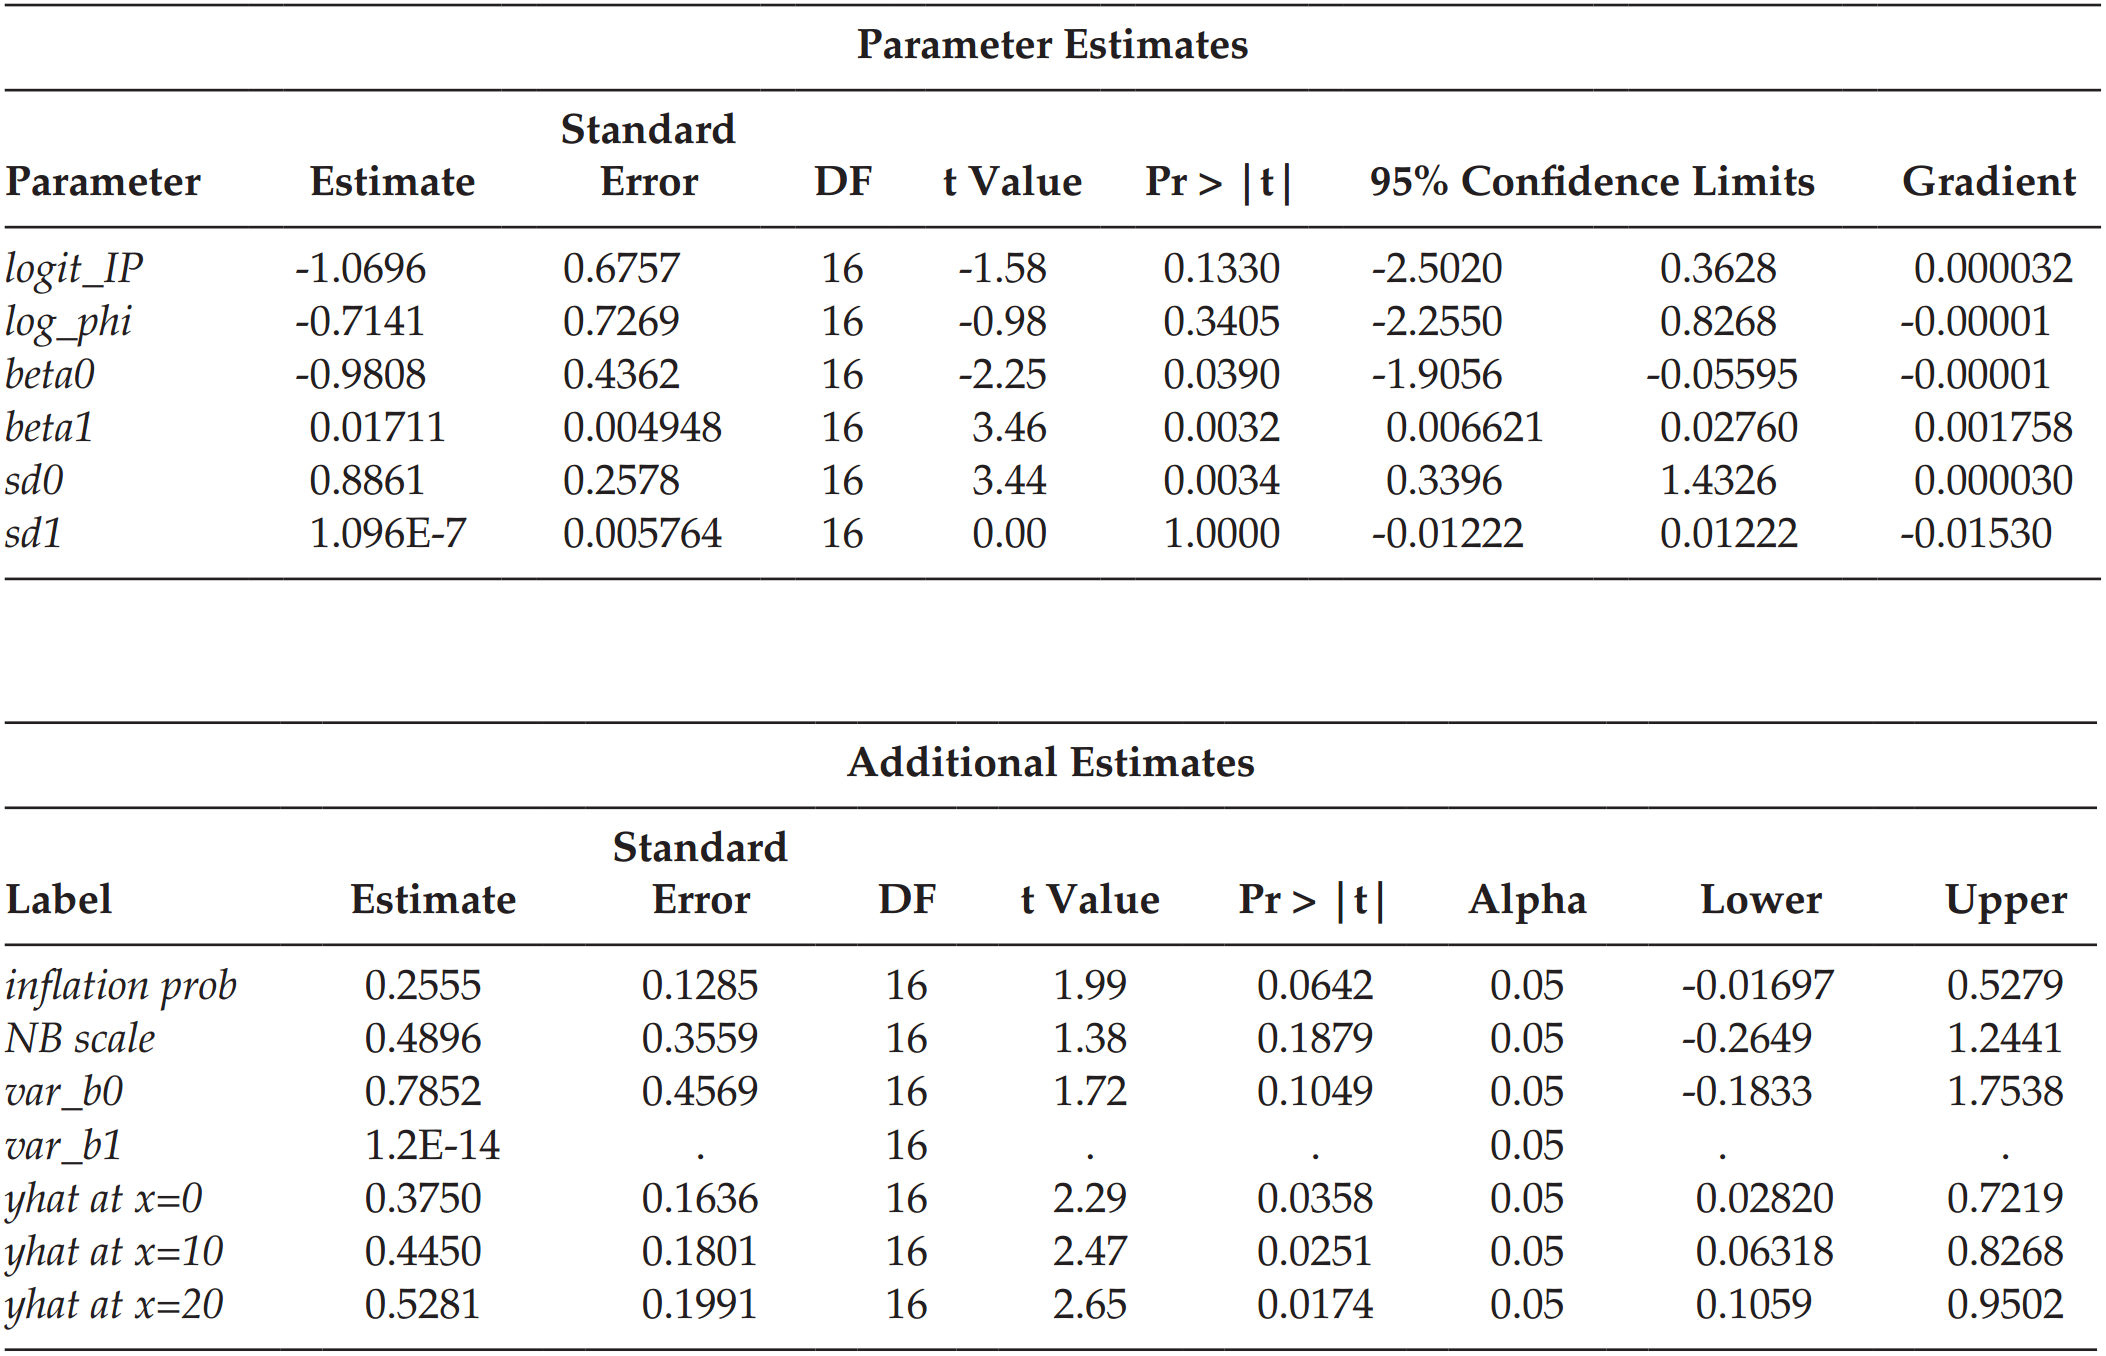 Parameter Estimates
Standard
Parameter Estimate Error DF t Value Pr > |t| 95% Confidence Limits Gradient
logit_IP -1.0696 0.6757 16 -1.58 0.1330 -2.5020 0.3628 0.000032
log_phi -0.7141 0.7269 16 -0.98 0.3405 -2.2550 0.8268 -0.00001
beta0 -0.9808 0.4362 16 -2.25 0.0390 -1.9056 -0.05595 -0.00001
beta1 0.01711 0.004948 16 3.46 0.0032 0.006621 0.02760 0.001758
sd0 0.8861 0.2578 16 3.44 0.0034 0.3396 1.4326 0.000030
sd1 1.096E-7 0.005764 16 0.00 1.0000 -0.01222 0.01222 -0.01530
Additional Estimates
Standard
Label Estimate Error DF t Value Pr > |t| Alpha Lower Upper
inflation prob 0.2555 0.1285 16 1.99 0.0642 0.05 -0.01697 0.5279
NB scale 0.4896 0.3559 16 1.38 0.1879 0.05 -0.2649 1.2441
var_b0 0.7852 0.4569 16 1.72 0.1049 0.05 -0.1833 1.7538
var_b1 1.2E-14 . 16 . . 0.05 . .
yhat at x=0 0.3750 0.1636 16 2.29 0.0358 0.05 0.02820 0.7219
yhat at x=10 0.4450 0.1801 16 2.47 0.0251 0.05 0.06318 0.8268
yhat at x=20 0.5281 0.1991 16 2.65 0.0174 0.05 0.1059 0.9502